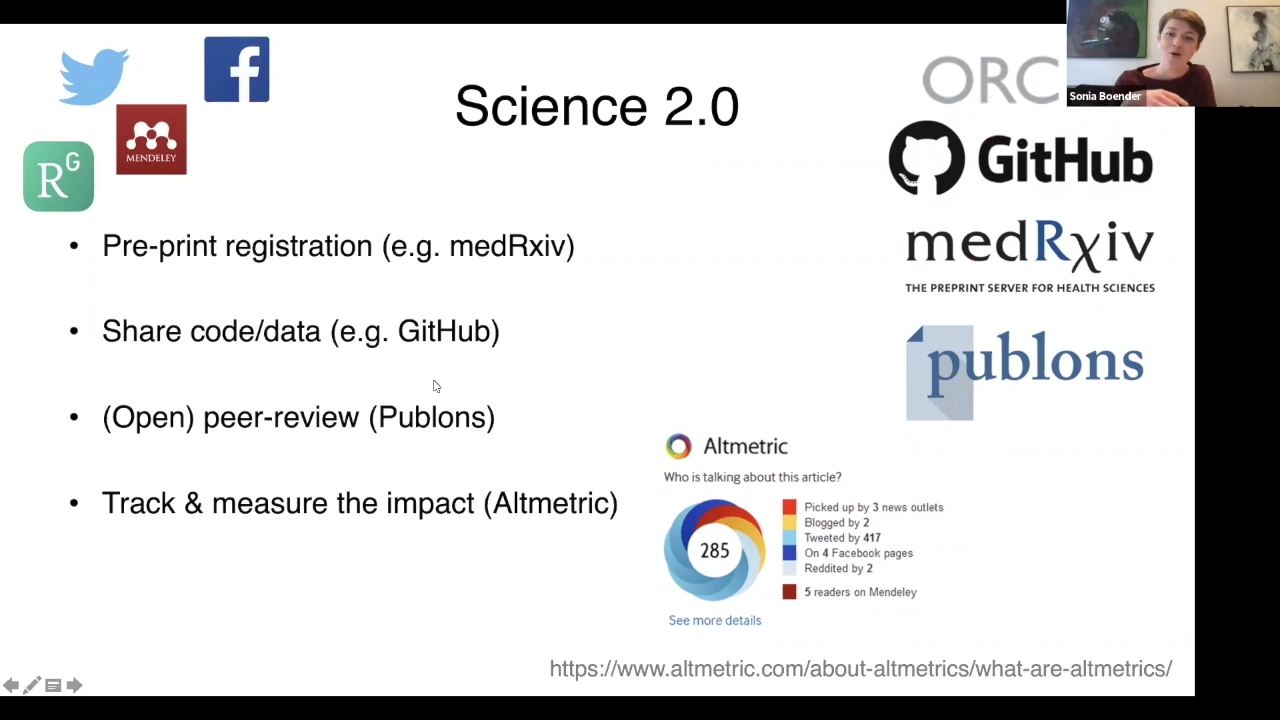 Science 2.0
ORC
Sonia Boender
GitHub
MENDELEY
RG
medRxiv
THE PREPRINT SERVER FOR HEALTH SCIENCES
publons
• Pre-print registration (e.g. medRxiv)
• Share code/data (e.g. GitHub)
• (Open) peer-review (Publons)
• Track & measure the impact (Altmetric)
Altmetric
Who is talking about this article?
285
Picked up by 3 news outlets
Blogged by 2
Tweeted by 417
On 4 Facebook pages
Reddited by 2
5 readers on Mendeley
See more details
https://www.altmetric.com/about-altmetrics/what-are-altmetrics/